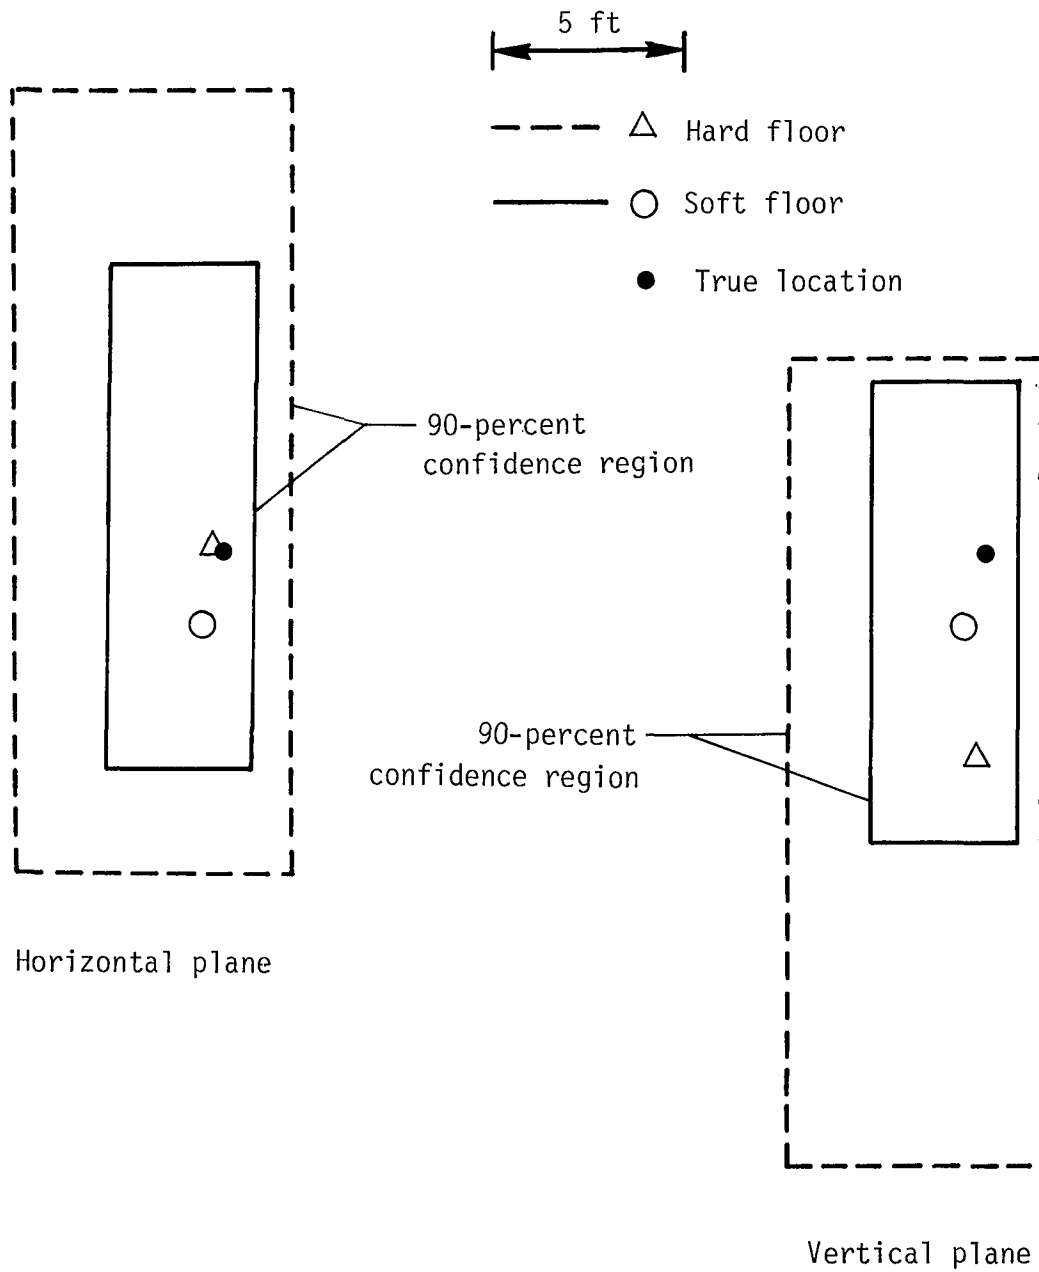 5 ft
Hard floor
Soft floor
True location
90-percent
confidence region
90-percent
confidence region
Horizontal plane
Vertical plane